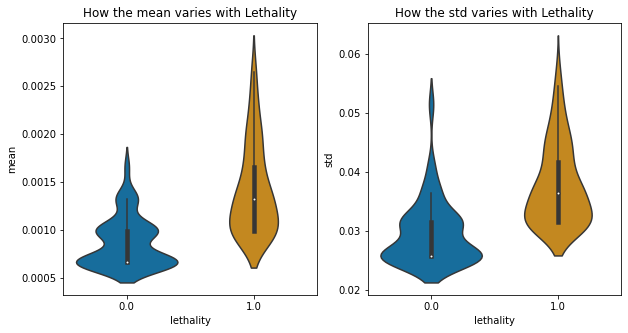 How the mean varies with Lethality
0.0030
0.0025
0.0020
0.0015
0.0010
0.0005
mean
0.0
1.0
lethality
How the std varies with Lethality
0.06
0.05
0.04
0.03
0.02
std
0.0
1.0
lethality